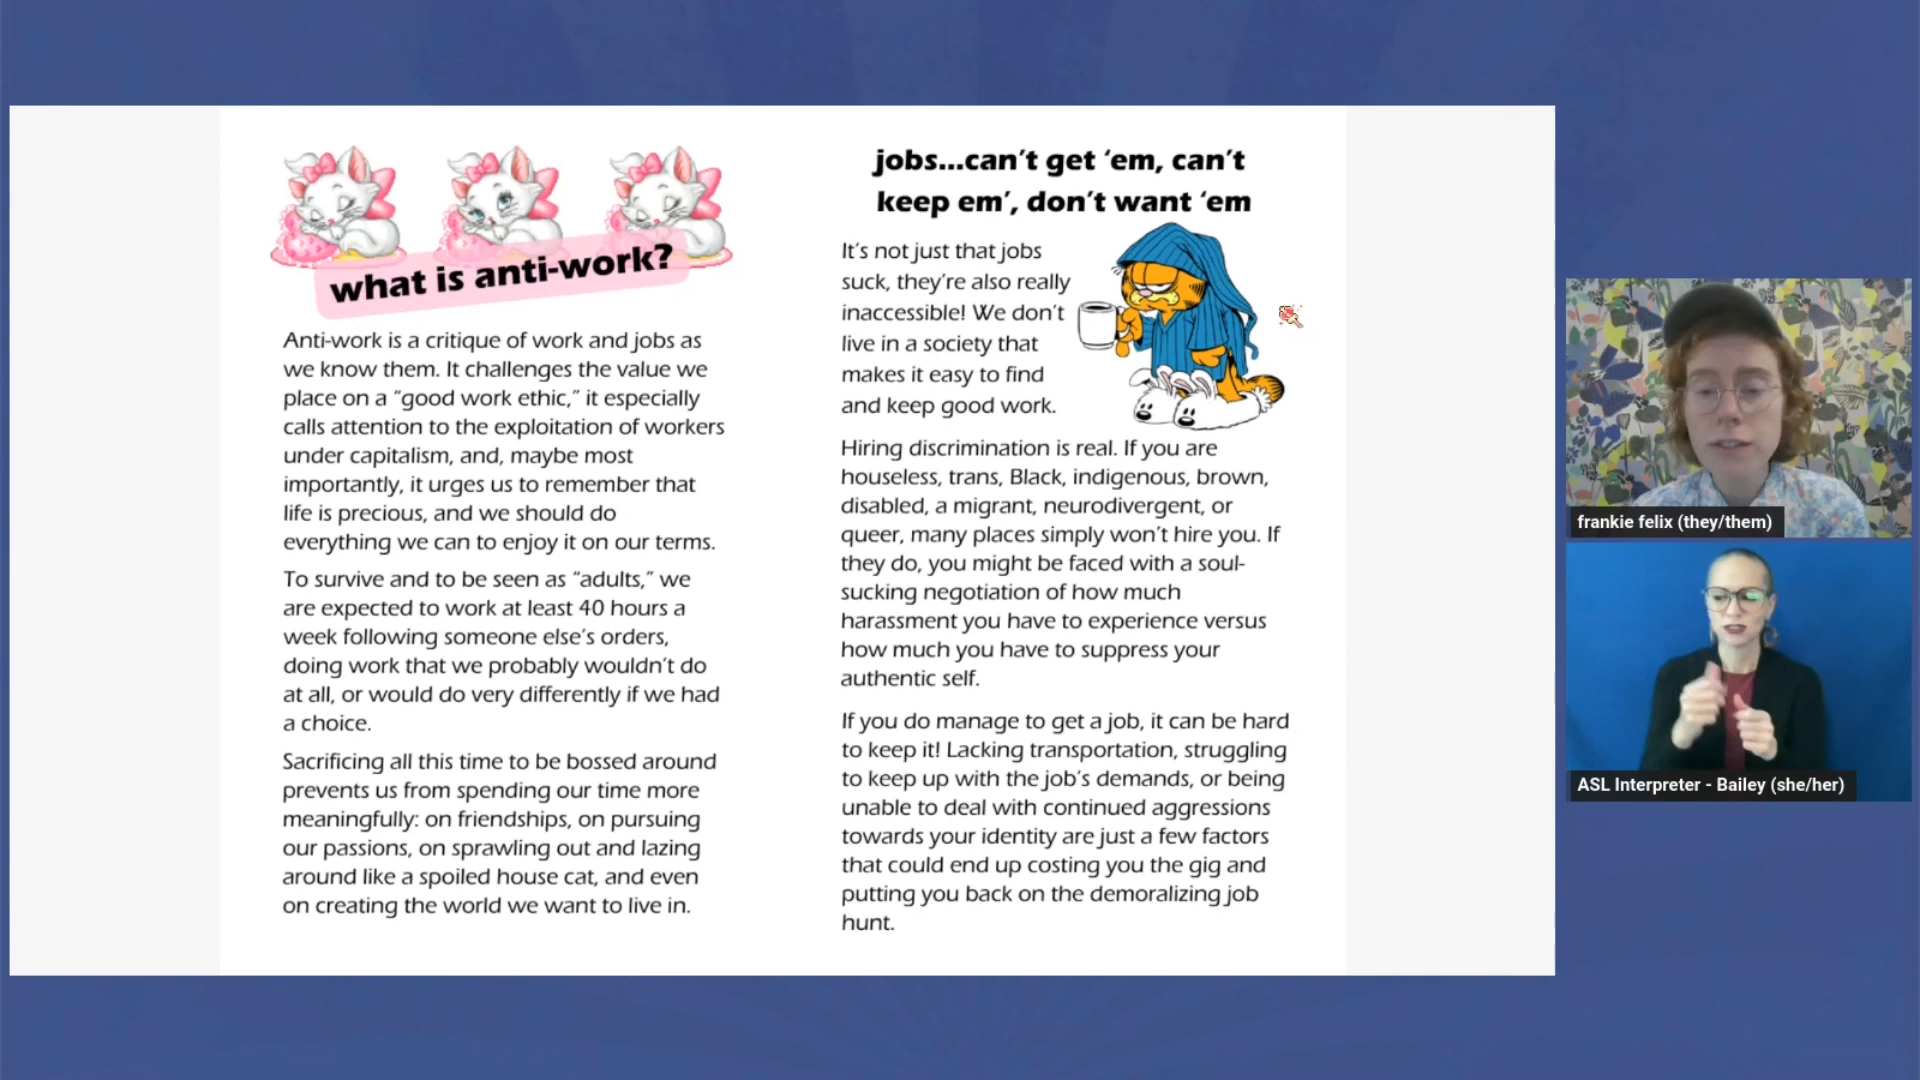 what is anti-work?
Anti-work is a critique of work and jobs as
we know them. It challenges the value we
place on a “good work ethic,” it especially
calls attention to the exploitation of workers
under capitalism, and, maybe most
importantly, it urges us to remember that
life is precious, and we should do
everything we can to enjoy it on our terms.
To survive and to be seen as “adults,” we
are expected to work at least 40 hours a
week following someone else’s orders,
doing work that we probably wouldn’t do
at all, or would do very differently if we had
a choice.
Sacrificing all this time to be bossed around
prevents us from spending our time more
meaningfully: on friendships, on pursuing
our passions, on sprawling out and lazing
around like a spoiled house cat, and even
on creating the world we want to live in.
jobs...can’t get ‘em, can’t
keep em’, don’t want ‘em
It’s not just that jobs
suck, they’re also really
inaccessible! We don’t
live in a society that
makes it easy to find
and keep good work.
Hiring discrimination is real. If you are
houseless, trans, Black, indigenous, brown,
disabled, a migrant, neurodivergent, or
queer, many places simply won’t hire you. If
they do, you might be faced with a soul-
sucking negotiation of how much
harassment you have to experience versus
how much you have to suppress your
authentic self.
If you do manage to get a job, it can be hard
to keep it! Lacking transportation, struggling
to keep up with the job’s demands, or being
unable to deal with continued aggressions
towards your identity are just a few factors
that could end up costing you the gig and
putting you back on the demoralizing job
hunt.
frankie felix (they/them)
ASL Interpreter - Bailey (she/her)